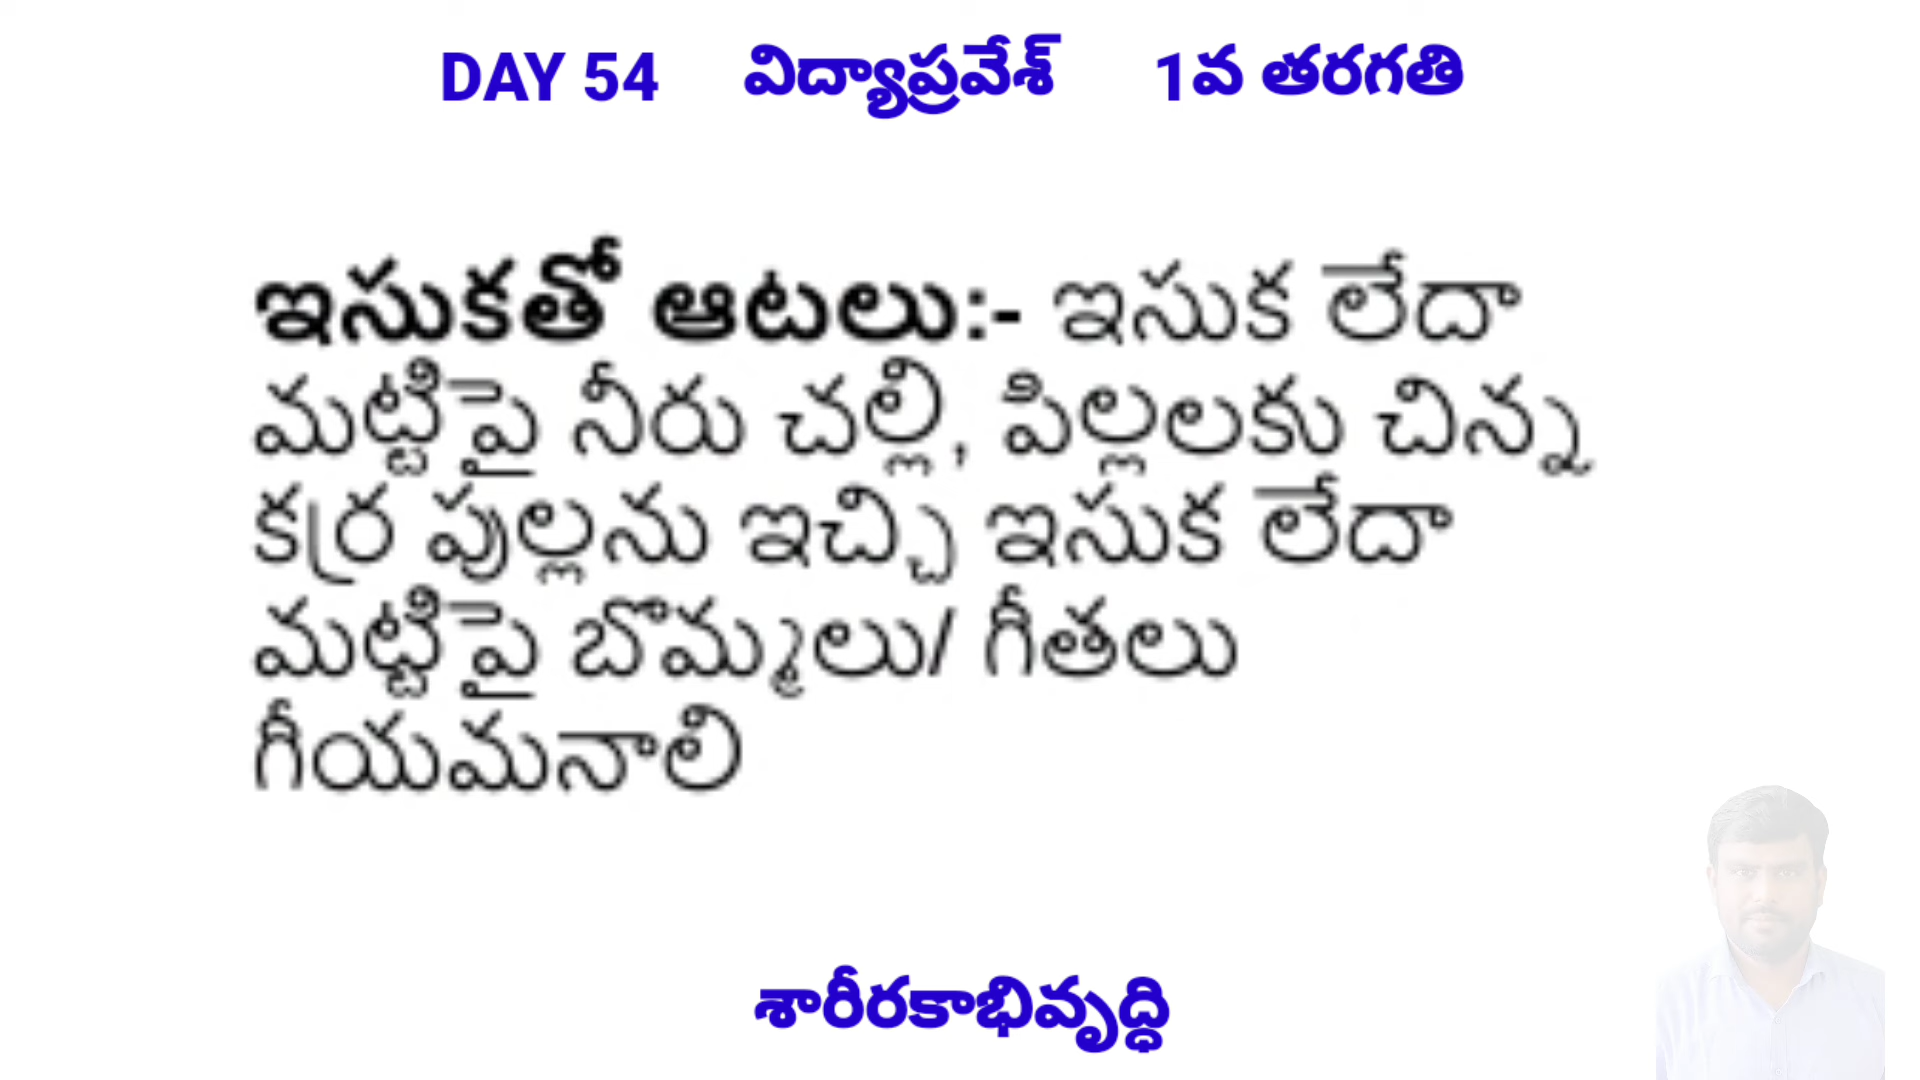 DAY 54 విద్యాప్రవేశ్ 1వ తరగతి
ఇసుకతో ఆటలు:- ఇసుక లేదా
మట్టిపై నీరు చల్లి, పిల్లలకు చిన్న
కర్ర పుల్లను ఇచ్చి ఇసుక లేదా
మట్టిపై బొమ్మలు/ గీతలు
గీయమనాలి
శారీరకాభివృద్ధి